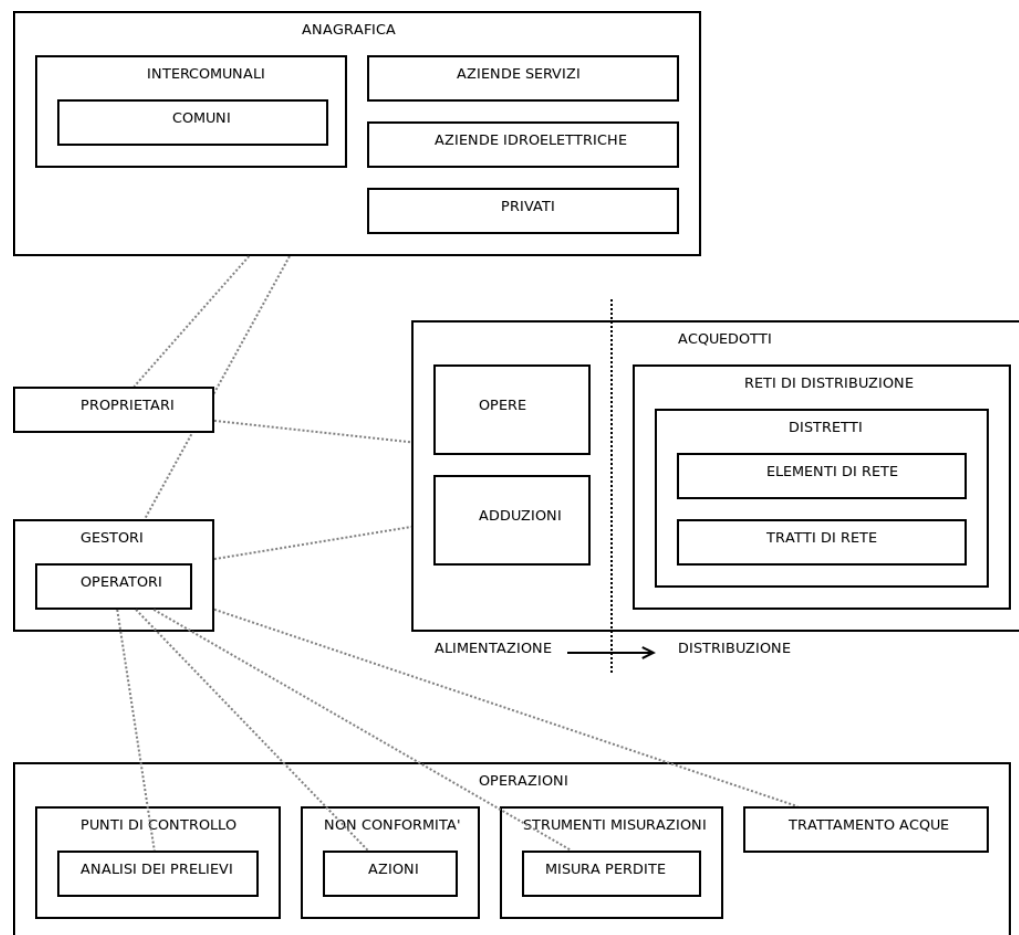 ANAGRAFICA
INTERCOMUNALI
COMUNI
AZIENDE SERVIZI
AZIENDE IDROELETTRICHE
PRIVATI
PROPRIETARI
GESTORI
OPERATORI
ACQUEDOTTI
OPERE
ADDUZIONI
RETI DI DISTRIBUZIONE
DISTRETTI
ELEMENTI DI RETE
TRATTI DI RETE
ALIMENTAZIONE
DISTRIBUZIONE
OPERAZIONI
PUNTI DI CONTROLLO
ANALISI DEI PRELIEVI
NON CONFORMITA'
AZIONI
STRUMENTI MISURAZIONI
MISURA PERDITE
TRATTAMENTO ACQUE